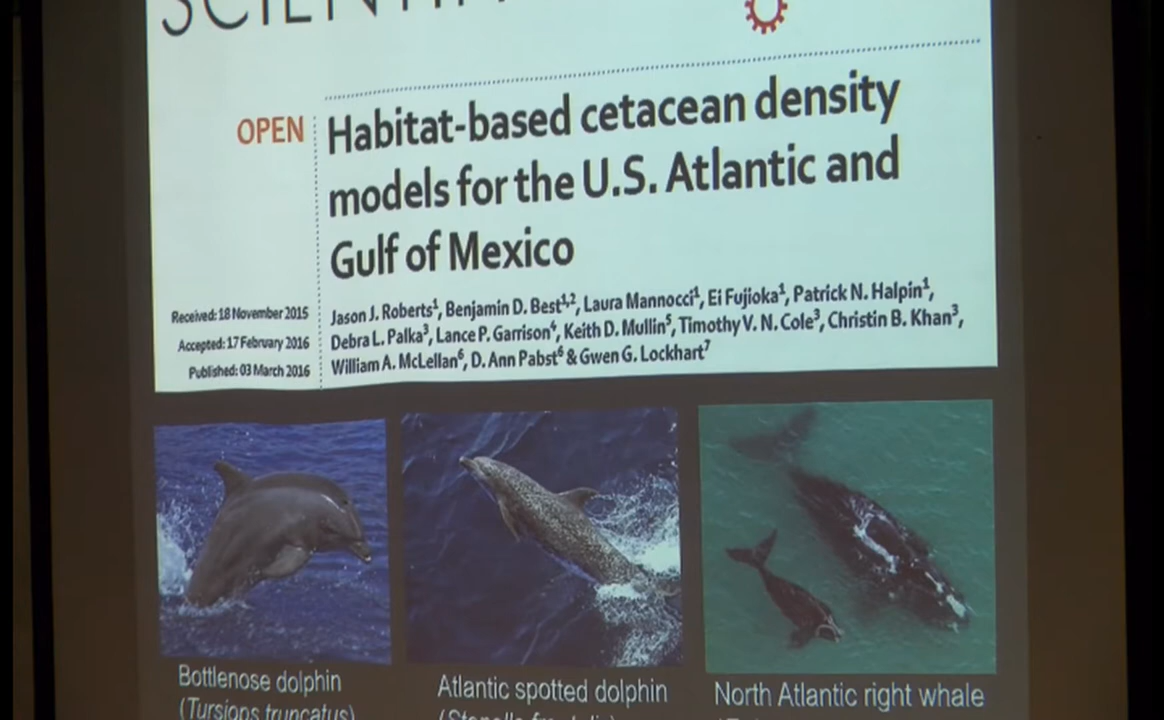 OPEN
Habitat-based cetacean density
models for the U.S. Atlantic and
Gulf of Mexico
Received: 18 November 2015
Accepted: 17 February 2016
Published: 03 March 2016
Jason J. Roberts¹, Benjamin D. Best¹,², Laura Mannocci¹, Ei Fujioka¹, Patrick N. Halpin¹,
Debra L. Palka³, Lance P. Garrison⁴, Keith D. Mullin⁵, Timothy V. N. Cole³, Christin B. Khan³,
William A. McLellan⁶, D. Ann Pabst⁶ & Gwen G. Lockhart⁷
Bottlenose dolphin
(Tursiops truncatus)
Atlantic spotted dolphin
North Atlantic right whale